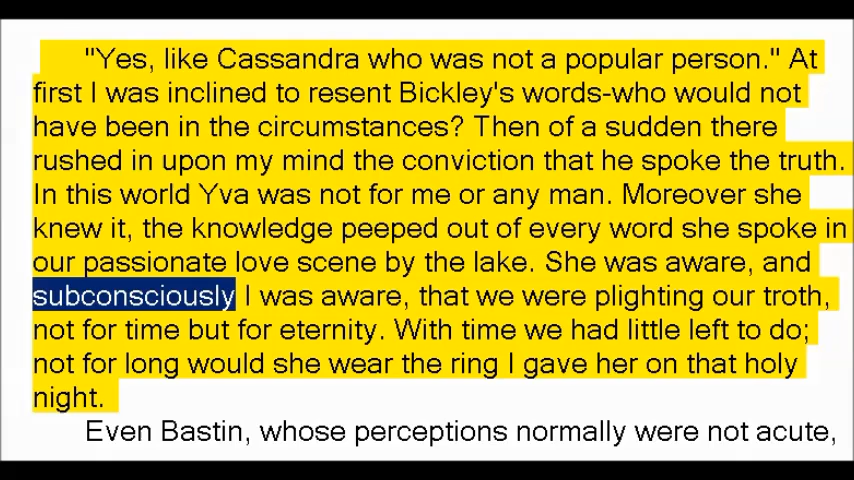 "Yes, like Cassandra who was not a popular person." At
first I was inclined to resent Bickley's words-who would not
have been in the circumstances? Then of a sudden there
rushed in upon my mind the conviction that he spoke the truth.
In this world Yva was not for me or any man. Moreover she
knew it, the knowledge peeped out of every word she spoke in
our passionate love scene by the lake. She was aware, and
subconsciously I was aware, that we were plighting our troth,
not for time but for eternity. With time we had little left to do;
not for long would she wear the ring I gave her on that holy
night.
Even Bastin, whose perceptions normally were not acute,